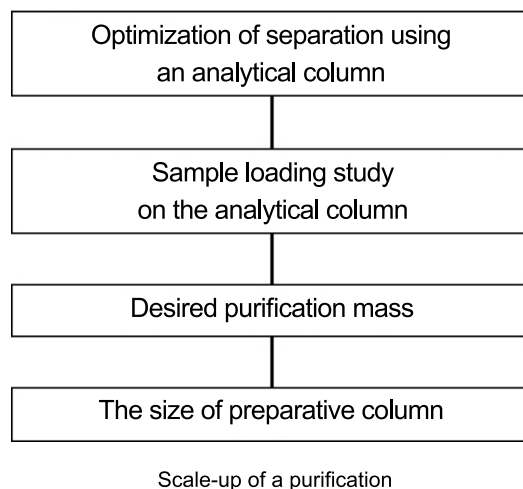 Optimization of separation using
an analytical column
Sample loading study
on the analytical column
Desired purification mass
The size of preparative column
Scale-up of a purification